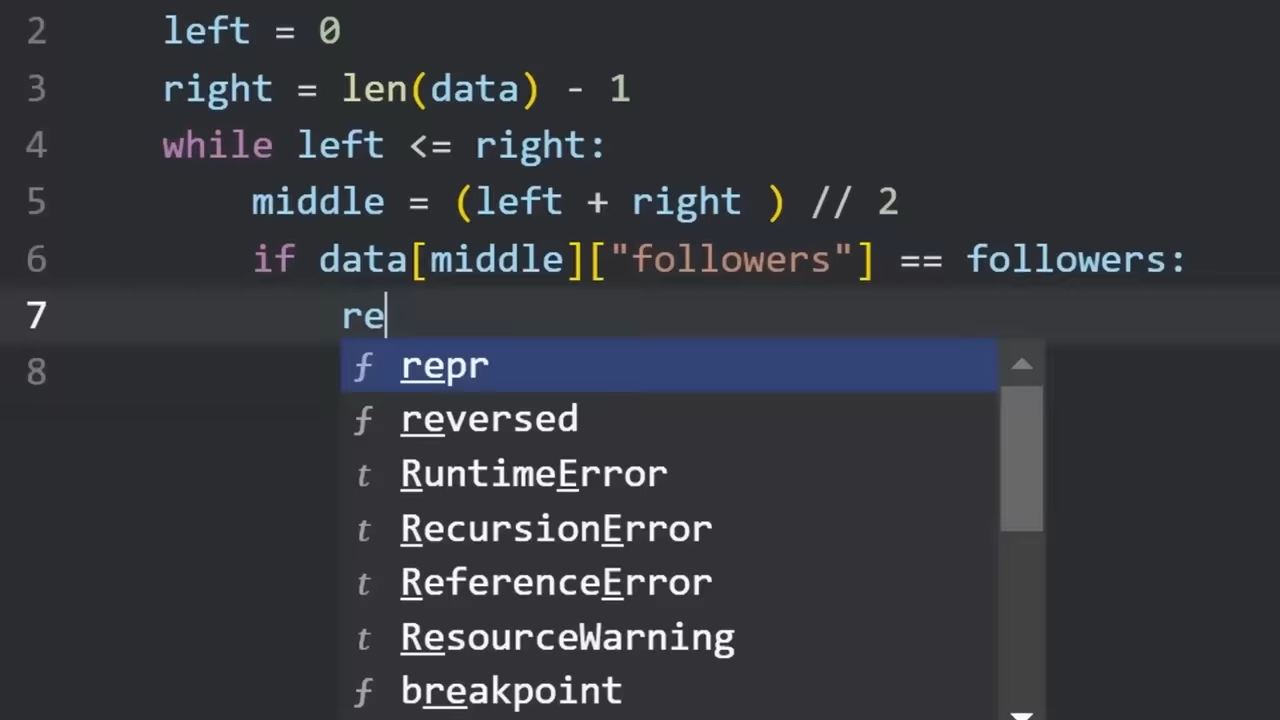 2 left = 0
3 right = len(data) - 1
4 while left <= right:
5 middle = (left + right ) // 2
6 if data[middle]["followers"] == followers:
7 re
8
f repr
f reversed
t RuntimeError
t RecursionError
t ReferenceError
t ResourceWarning
f breakpoint